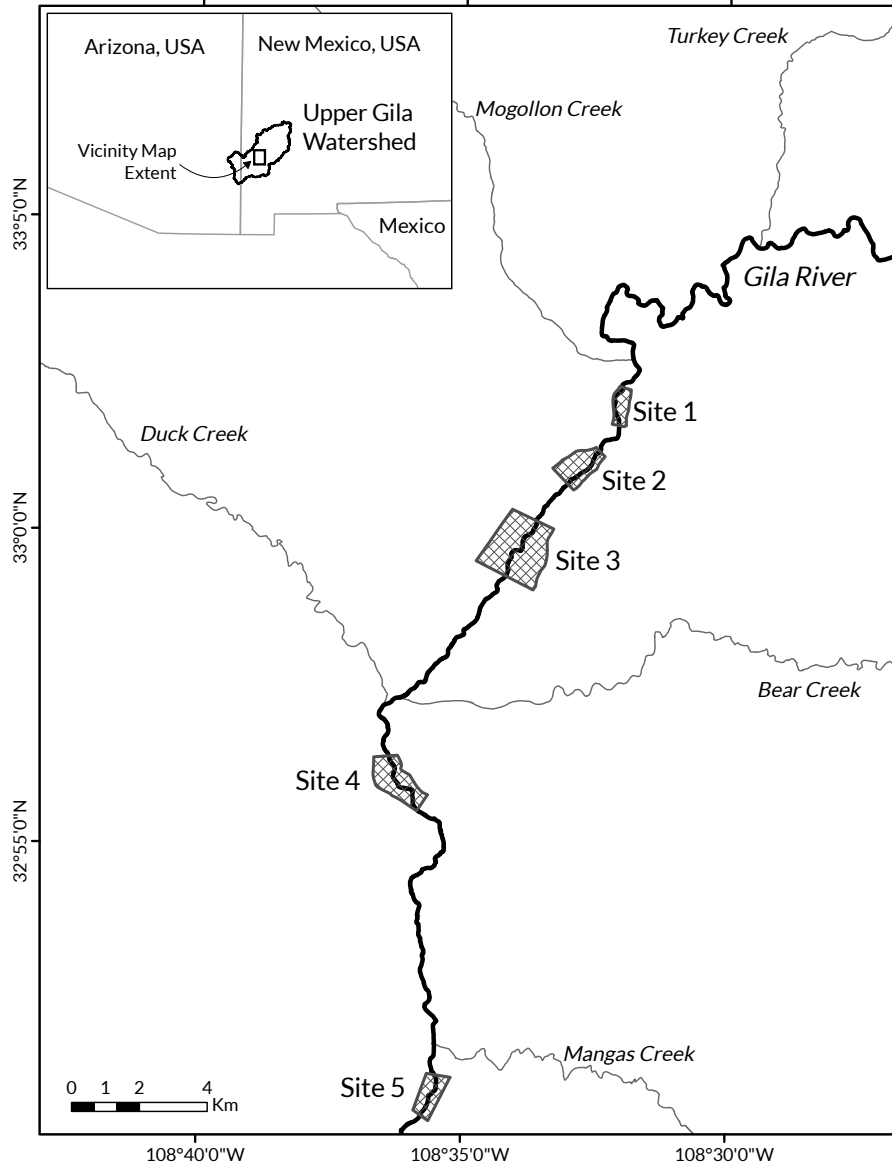 Arizona, USA
New Mexico, USA
Upper Gila
Watershed
Vicinity Map
Extent
Mexico
Turkey Creek
Mogollon Creek
Gila River
Site 1
Duck Creek
Site 2
Site 3
Bear Creek
Site 4
Mangas Creek
Site 5
0 1 2 4
Km
33°5'0"N
33°0'0"N
32°55'0"N
108°40'0"W
108°35'0"W
108°30'0"W